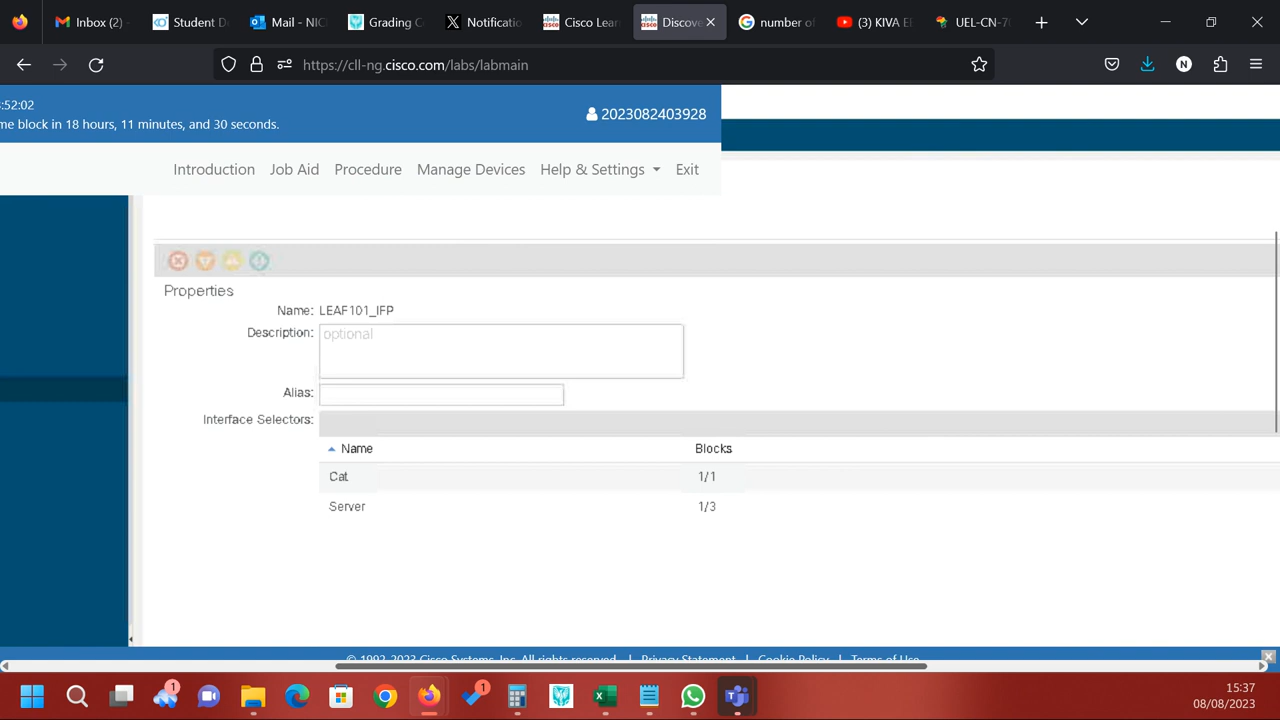 Inbox (2) -
Student D
Mail - NIC
Grading C
Notificatio
Cisco Lear
Discove
number of
(3) KIVA EF
UEL-CN-7
https://cll-ng.cisco.com/labs/labmain
N
:52:02
me block in 18 hours, 11 minutes, and 30 seconds.
2023082403928
Introduction
Job Aid
Procedure
Manage Devices
Help & Settings
Exit
Properties
Name: LEAF101_IFP
Description: optional
Alias:
Interface Selectors:
Name Blocks
Cat 1/1
Server 1/3
© 1992-2023 Cisco Systems, Inc. All rights reserved. | Privacy Statement | Cookie Policy | Terms of Use
1
1
15:37
08/08/2023